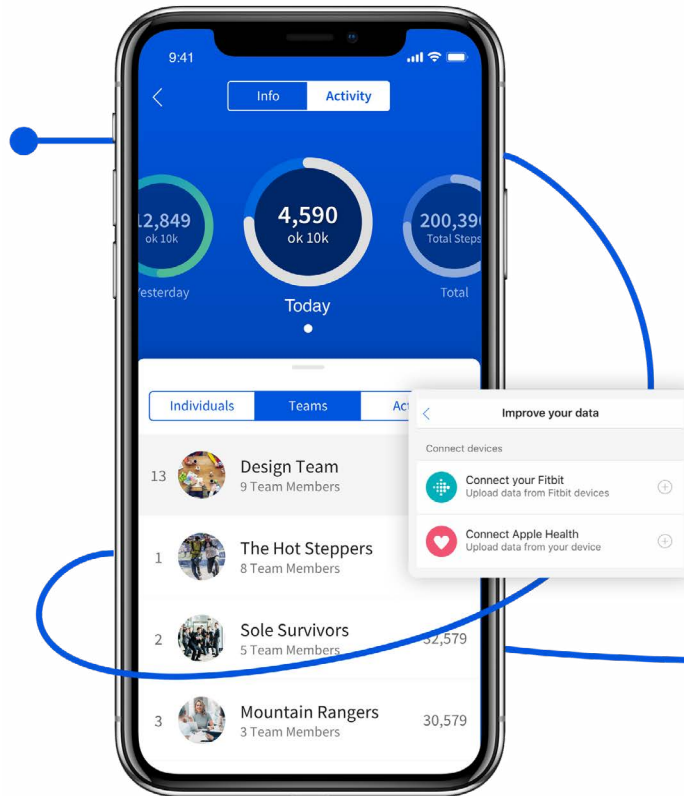 9:41
Info
Activity
12,849
ok 10k
Yesterday
4,590
ok 10k
Today
200,39
Total Steps
Total
Individuals
Teams
13
Design Team
9 Team Members
1
The Hot Steppers
8 Team Members
2
Sole Survivors
5 Team Members
32,579
3
Mountain Rangers
3 Team Members
30,579
Improve your data
Connect devices
Connect your Fitbit
Upload data from Fitbit devices
Connect Apple Health
Upload data from your device